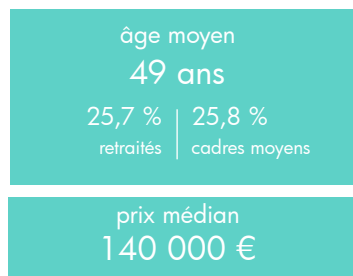 âge moyen
49 ans
25,7 % 25,8 %
retraités cadres moyens
prix médian
140 000 €